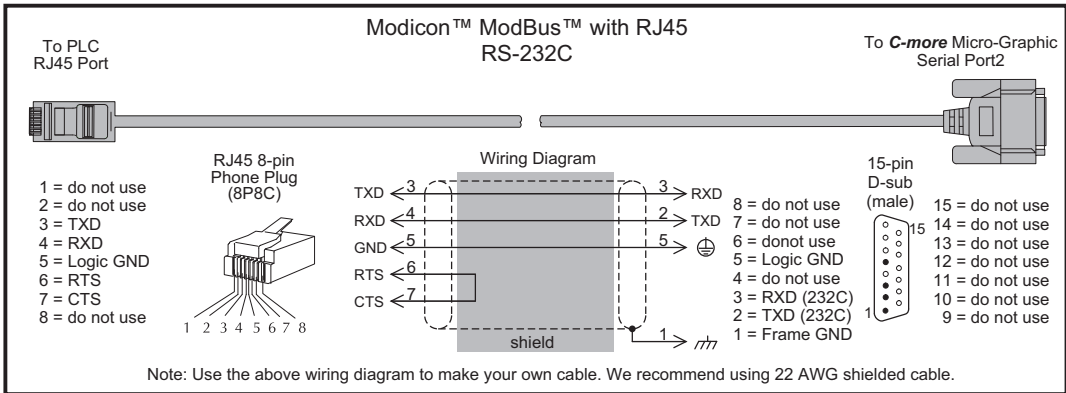 Modicon™ ModBus™ with RJ45
RS-232C
To PLC
RJ45 Port
To C-more Micro-Graphic
Serial Port2
1 = do not use
2 = do not use
3 = TXD
4 = RXD
5 = Logic GND
6 = RTS
7 = CTS
8 = do not use
RJ45 8-pin
Phone Plug
(8P8C)
1 2 3 4 5 6 7 8
Wiring Diagram
TXD 3 3 RXD
RXD 4 2 TXD
GND 5 5
RTS 6
CTS 7
shield
1
8 = do not use
7 = do not use
6 = donot use
5 = Logic GND
4 = do not use
3 = RXD (232C)
2 = TXD (232C)
1 = Frame GND
15-pin
D-sub
(male)
15
1
15 = do not use
14 = do not use
13 = do not use
12 = do not use
11 = do not use
10 = do not use
9 = do not use
Note: Use the above wiring diagram to make your own cable. We recommend using 22 AWG shielded cable.